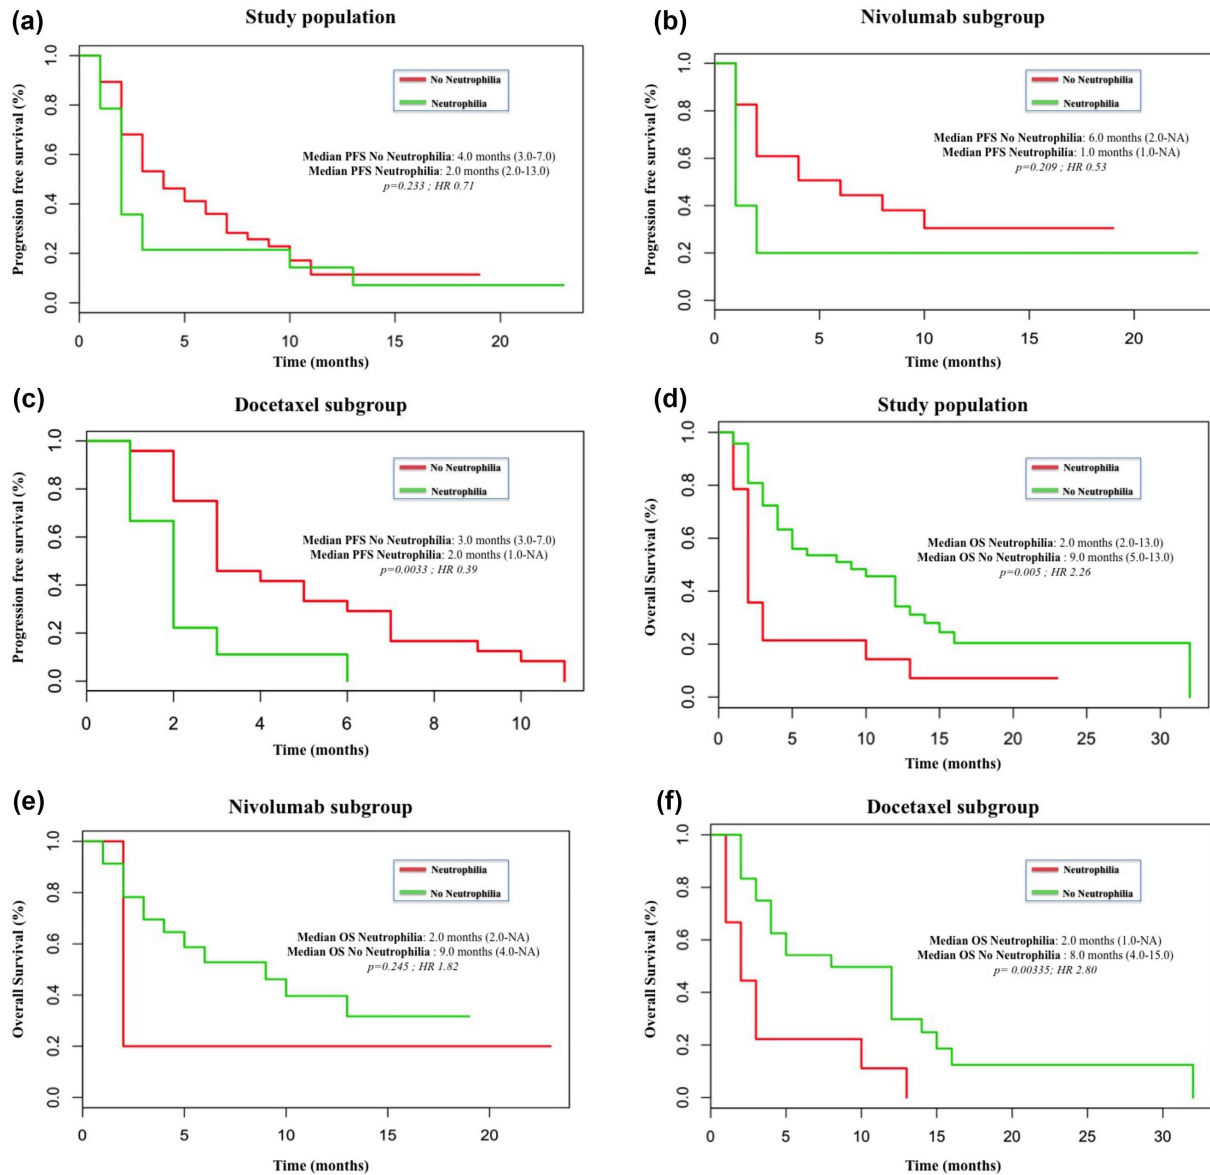 (a)
Study population
Progression free survival (%)
1.0
0.8
0.6
0.4
0.2
0.0
No Neutrophilia
Neutrophilia
Median PFS No Neutrophilia: 4.0 months (3.0-7.0)
Median PFS Neutrophilia: 2.0 months (2.0-13.0)
p=0.233 ; HR 0.71
0 5 10 15 20
Time (months)
(b)
Nivolumab subgroup
Progression free survival (%)
1.0
0.8
0.6
0.4
0.2
0.0
No Neutrophilia
Neutrophilia
Median PFS No Neutrophilia: 6.0 months (2.0-NA)
Median PFS Neutrophilia: 1.0 months (1.0-NA)
p=0.209 ; HR 0.53
0 5 10 15 20
Time (months)
(c)
Docetaxel subgroup
Progression free survival (%)
1.0
0.8
0.6
0.4
0.2
0.0
No Neutrophilia
Neutrophilia
Median PFS No Neutrophilia: 3.0 months (3.0-7.0)
Median PFS Neutrophilia: 2.0 months (1.0-NA)
p=0.0033 ; HR 0.39
0 2 4 6 8 10
Time (months)
(d)
Study population
Overall Survival (%)
1.0
0.8
0.6
0.4
0.2
0.0
Neutrophilia
No Neutrophilia
Median OS Neutrophilia: 2.0 months (2.0-13.0)
Median OS No Neutrophilia : 9.0 months (5.0-13.0)
p=0.005 ; HR 2.26
0 5 10 15 20 25 30
Time (months)
(e)
Nivolumab subgroup
Overall Survival (%)
1.0
0.8
0.6
0.4
0.2
0.0
Neutrophilia
No Neutrophilia
Median OS Neutrophilia: 2.0 months (2.0-NA)
Median OS No Neutrophilia : 9.0 months (4.0-NA)
p=0.245 ; HR 1.82
0 5 10 15 20
Time (months)
(f)
Docetaxel subgroup
Overall Survival (%)
1.0
0.8
0.6
0.4
0.2
0.0
Neutrophilia
No Neutrophilia
Median OS Neutrophilia: 2.0 months (1.0-NA)
Median OS No Neutrophilia : 8.0 months (4.0-15.0)
p= 0.00335; HR 2.80
0 5 10 15 20 25 30
Time (months)